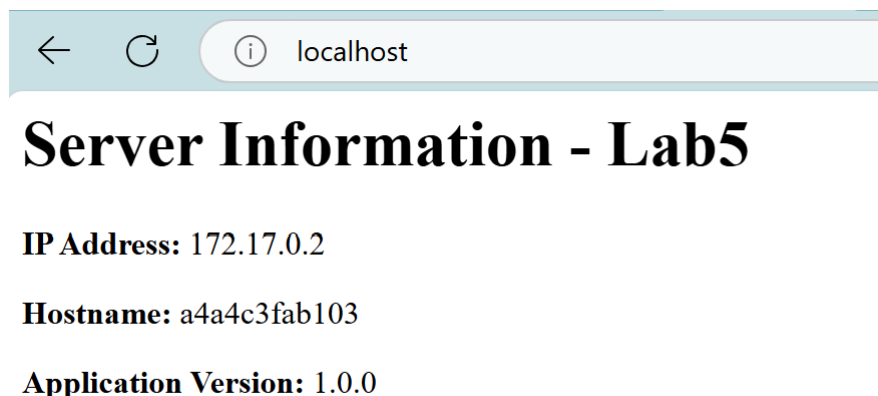 localhost
Server Information - Lab5
IP Address: 172.17.0.2
Hostname: a4a4c3fab103
Application Version: 1.0.0